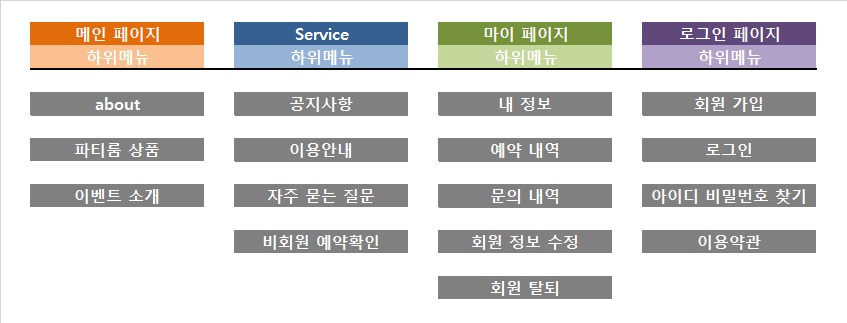 메인 페이지
하위메뉴
about
파티룸 상품
이벤트 소개
Service
하위메뉴
공지사항
이용안내
자주 묻는 질문
비회원 예약확인
마이 페이지
하위메뉴
내 정보
예약 내역
문의 내역
회원 정보 수정
회원 탈퇴
로그인 페이지
하위메뉴
회원 가입
로그인
아이디 비밀번호 찾기
이용약관